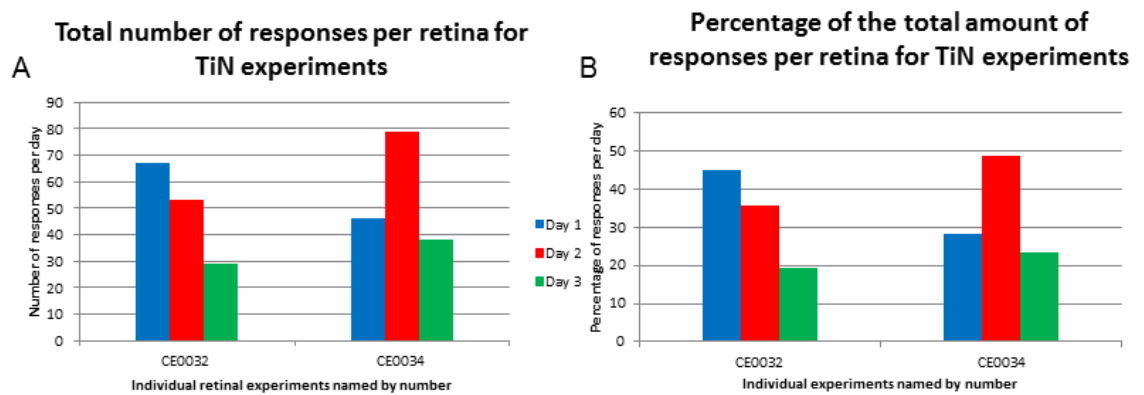 A
Total number of responses per retina for
TiN experiments
Number of responses per day
90
80
70
60
50
40
30
20
10
0
CE0032
CE0034
Individual retinal experiments named by number
Day 1
Day 2
Day 3
B
Percentage of the total amount of
responses per retina for TiN experiments
Percentage of responses per day
60
50
40
30
20
10
0
CE0032
CE0034
Individual experiments named by number